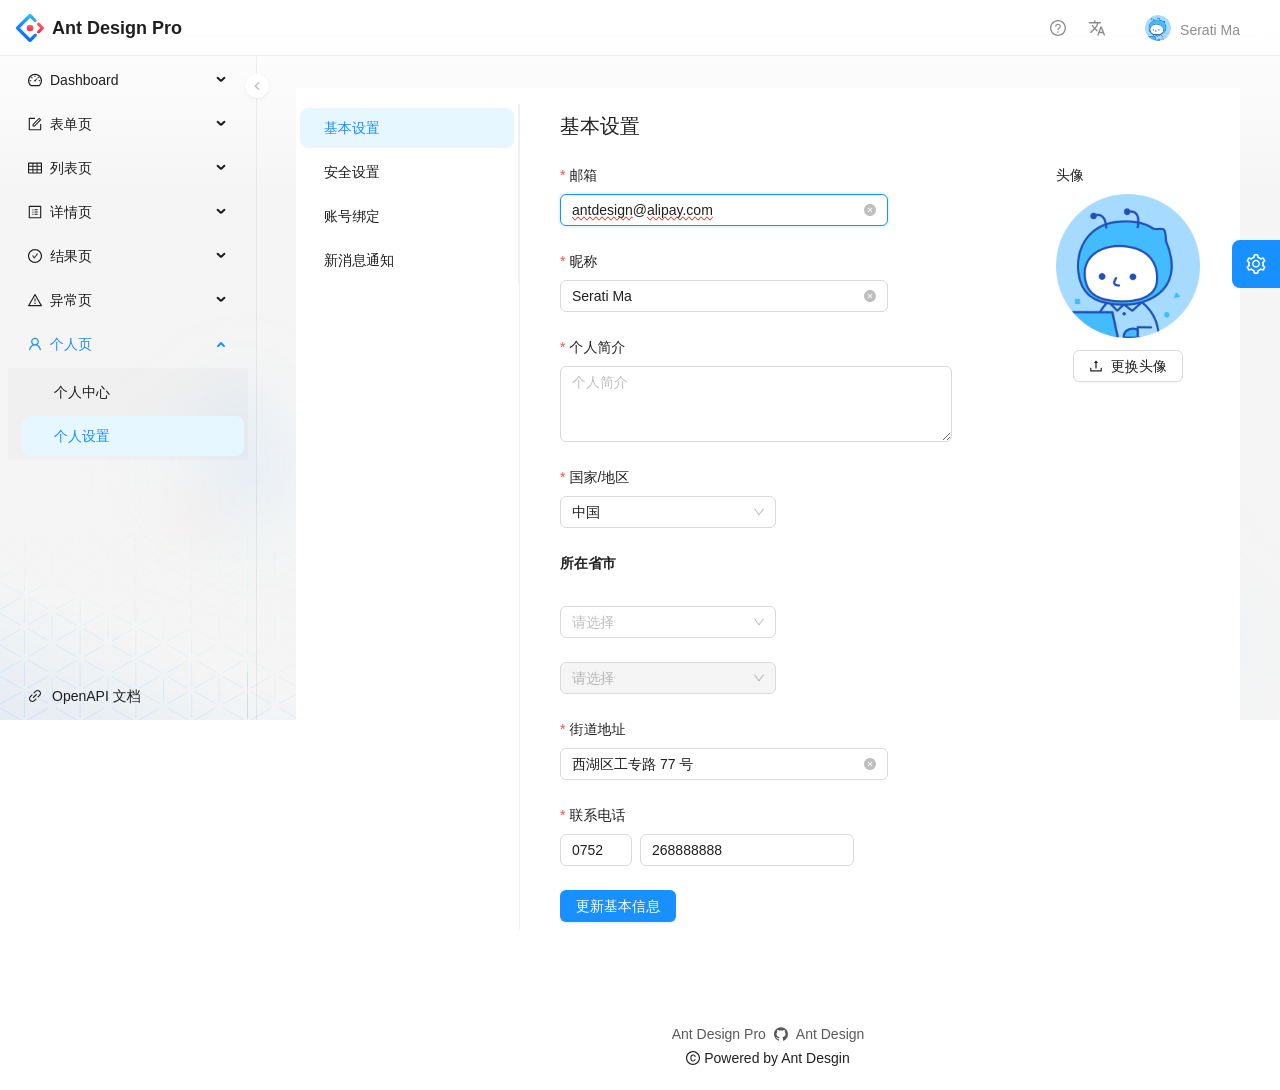 Ant Design Pro
Serati Ma
Dashboard
表单页
列表页
详情页
结果页
异常页
个人页
个人中心
个人设置
OpenAPI 文档
基本设置
安全设置
账号绑定
新消息通知
基本设置
* 邮箱
antdesign@alipay.com
* 昵称
Serati Ma
* 个人简介
个人简介
* 国家/地区
中国
所在省市
请选择
请选择
* 街道地址
西湖区工专路 77 号
* 联系电话
0752 268888888
更新基本信息
头像
更换头像
Ant Design Pro Ant Design
© Powered by Ant Desgin